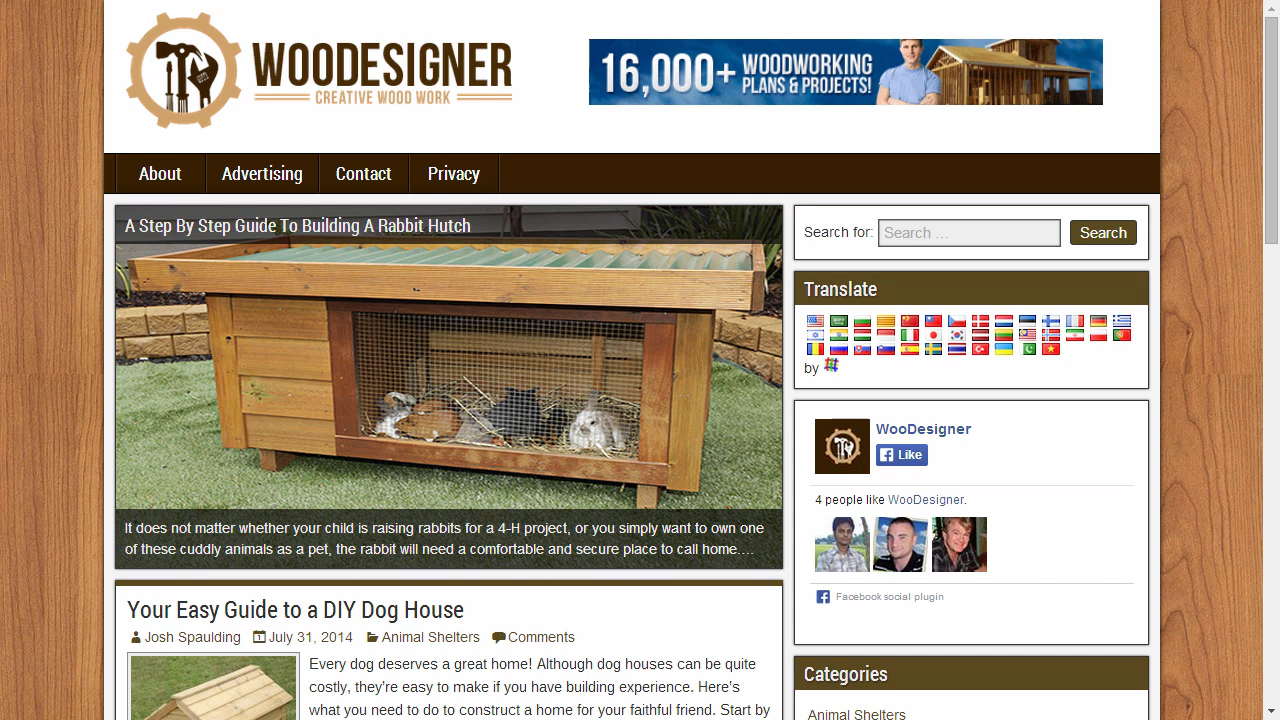 WOODESIGNER
CREATIVE WOOD WORK
16,000+ WOODWORKING PLANS & PROJECTS!
About Advertising Contact Privacy
A Step By Step Guide To Building A Rabbit Hutch
It does not matter whether your child is raising rabbits for a 4-H project, or you simply want to own one
of these cuddly animals as a pet, the rabbit will need a comfortable and secure place to call home....
Your Easy Guide to a DIY Dog House
Josh Spaulding July 31, 2014 Animal Shelters Comments
Every dog deserves a great home! Although dog houses can be quite
costly, they’re easy to make if you have building experience. Here’s
what you need to do to construct a home for your faithful friend. Start by
Search for: Search ... Search
Translate
by
WooDesigner
Like
4 people like WooDesigner.
Facebook social plugin
Categories
Animal Shelters